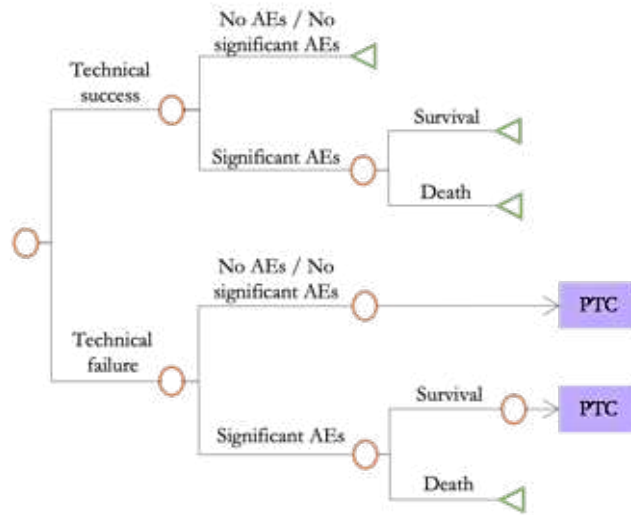 No AEs / No
significant AEs
Technical
success
Survival
Significant AEs
Death
No AEs / No
significant AEs
PTC
Technical
failure
Survival
PTC
Significant AEs
Death